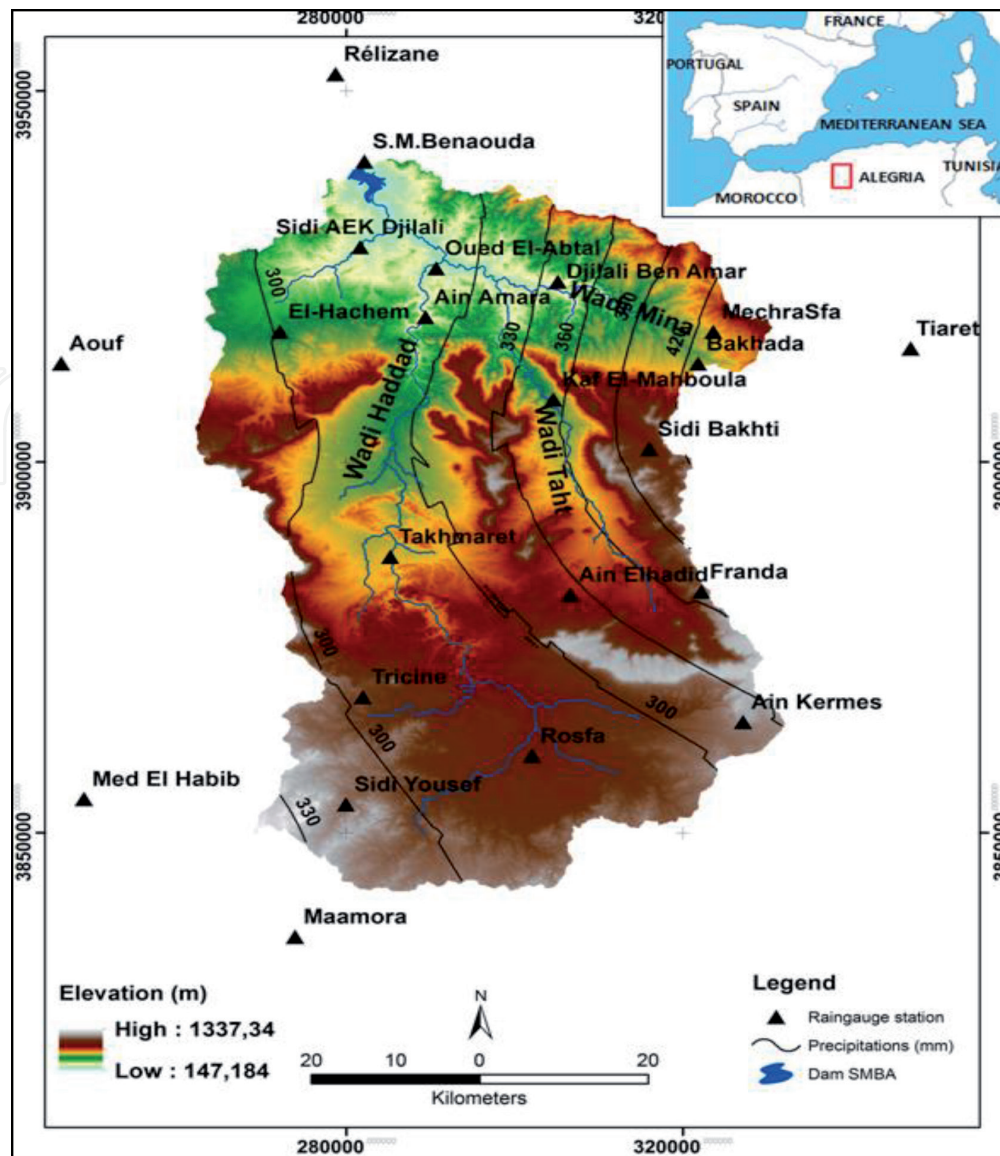 280000
320000
FRANCE
PORTUGAL
SPAIN
MEDITERRANEAN SEA
TUNISIA
ALEGRIA
MOROCCO
3950000
Rélizane
S.M.Benaouda
Sidi AEK Djilali
Oued El-Abtal
Djilali Ben Amar
300
El-Hachem
Ain Amara
Wadi Mina
390
MechraSfa
330
360
420
Bakhada
Tiaret
Aouf
Wadi Haddad
Kaf El-Mahboula
Wadi Taht
Sidi Bakhti
3900000
Takhmaret
Ain Elhadid
Franda
300
Tricine
300
Ain Kermes
300
Rosfa
Med El Habib
Sidi Yousef
330
3850000
3850000
Maamora
Elevation (m)
High : 1337,34
Low : 147,184
N
20 10 0 20
Kilometers
Legend
Raingauge station
Precipitations (mm)
Dam SMBA
280000
320000